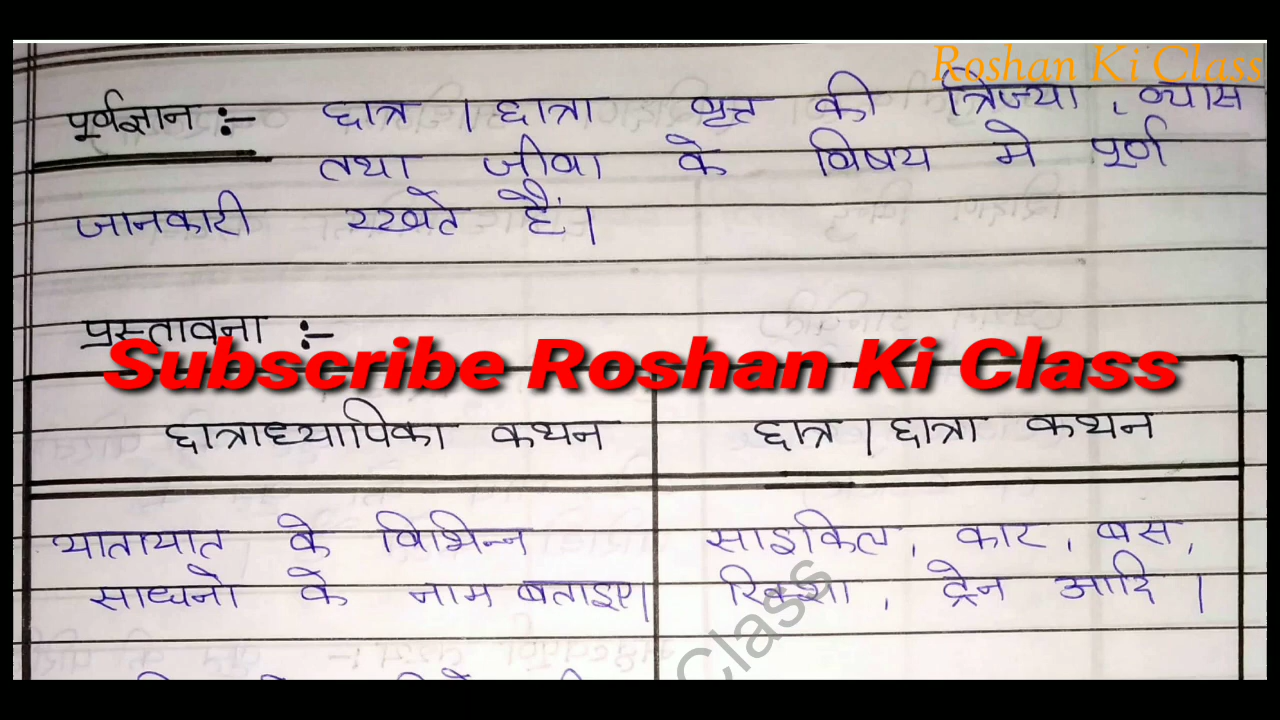 Roshan Ki Class
पूर्वज्ञान :- छात्र । छात्रा वृत्त की त्रिज्या , व्यास
तथा जीवा के विषय मे पूर्ण
जानकारी रखते हैं।
प्रस्तावना :-
Subscribe Roshan Ki Class
छात्राध्यापिका कथन
छात्र । छात्रा कथन
यातायात के विभिन्न
साधनो के नाम बताइए।
साइकिल, कार, बस,
रिक्शा, ट्रेन आदि ।
Class